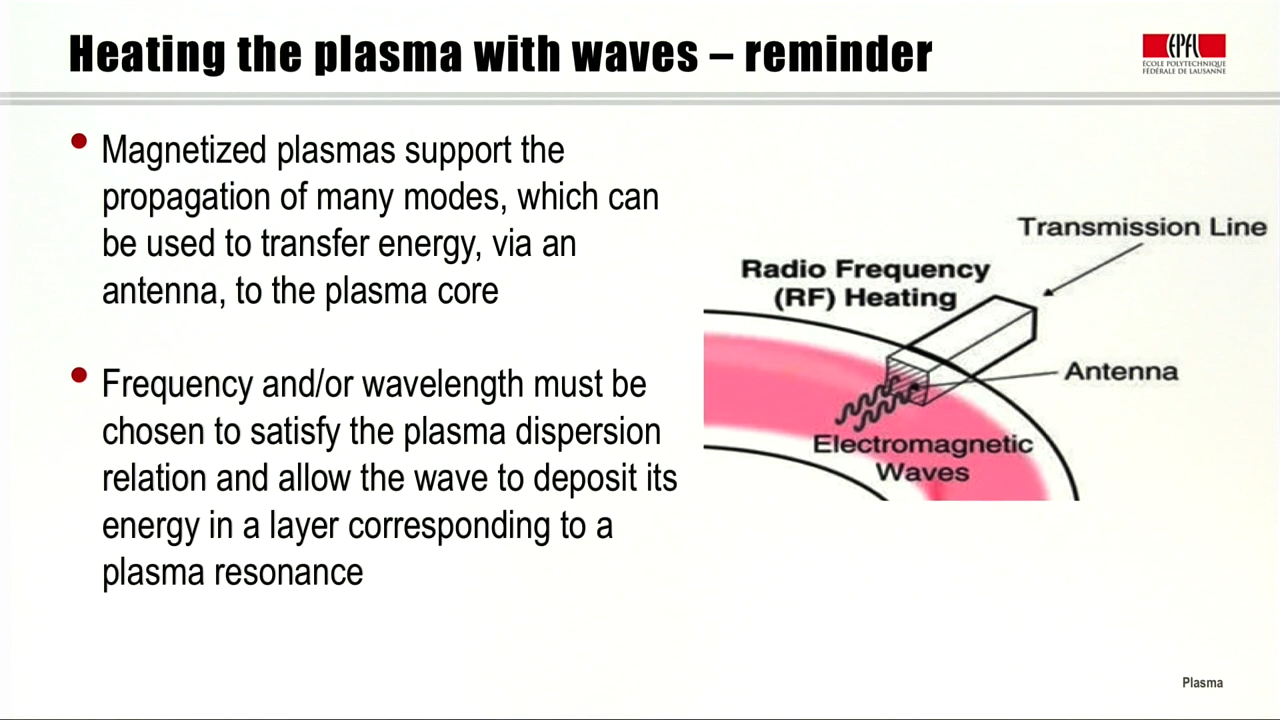 Heating the plasma with waves – reminder
EPFL
ÉCOLE POLYTECHNIQUE
FÉDÉRALE DE LAUSANNE
• Magnetized plasmas support the
propagation of many modes, which can
be used to transfer energy, via an
antenna, to the plasma core
• Frequency and/or wavelength must be
chosen to satisfy the plasma dispersion
relation and allow the wave to deposit its
energy in a layer corresponding to a
plasma resonance
Transmission Line
Radio Frequency
(RF) Heating
Antenna
Electromagnetic
Waves
Plasma